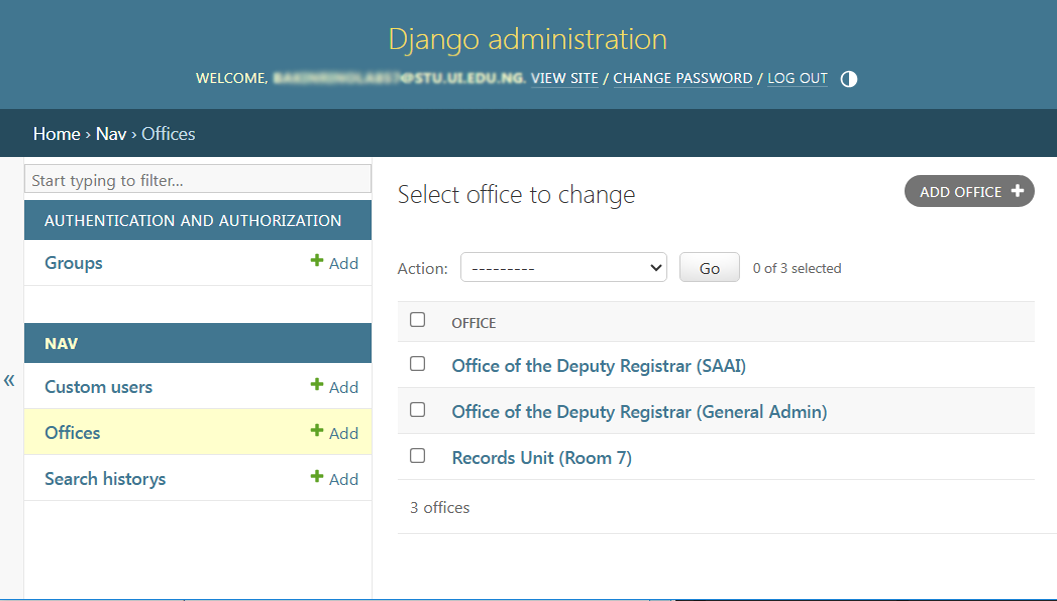 Django administration
WELCOME, @STU.UI.EDU.NG. VIEW SITE / CHANGE PASSWORD / LOG OUT
Home › Nav › Offices
Start typing to filter...
AUTHENTICATION AND AUTHORIZATION
Groups + Add
NAV
Custom users + Add
Offices + Add
Search historys + Add
«
Select office to change
ADD OFFICE +
Action: --------- Go 0 of 3 selected
OFFICE
Office of the Deputy Registrar (SAAI)
Office of the Deputy Registrar (General Admin)
Records Unit (Room 7)
3 offices